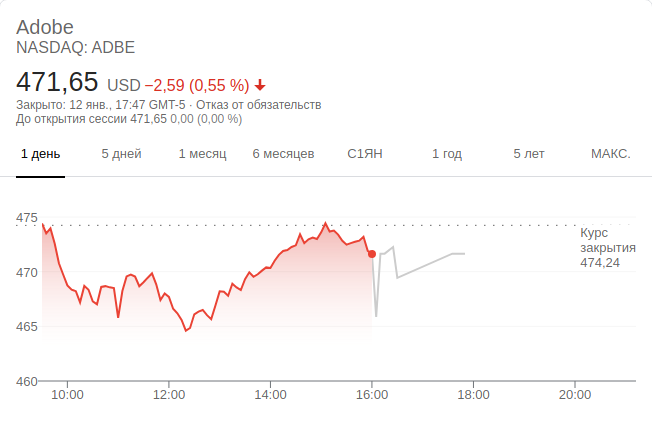 Adobe
NASDAQ: ADBE
471,65 USD −2,59 (0,55 %)
Закрыто: 12 янв., 17:47 GMT-5 · Отказ от обязательств
До открытия сессии 471,65 0,00 (0,00 %)
1 день 5 дней 1 месяц 6 месяцев С1ЯН 1 год 5 лет МАКС.
475
Курс
закрытия
474,24
470
465
460
10:00 12:00 14:00 16:00 18:00 20:00